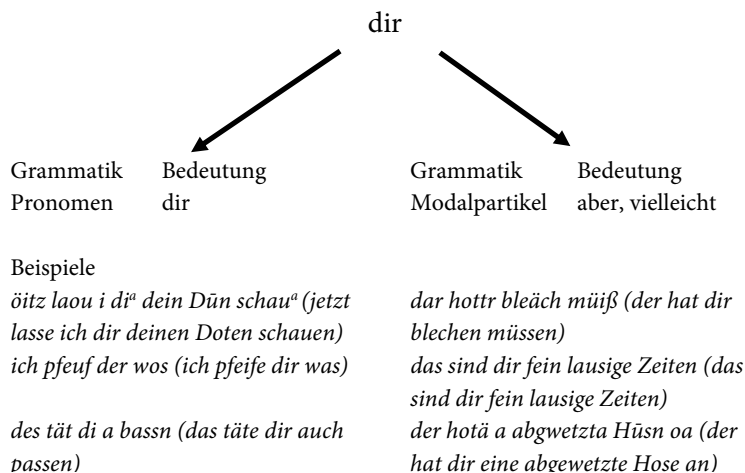 dir
Grammatik Bedeutung
Pronomen dir
Grammatik Bedeutung
Modalpartikel aber, vielleicht
Beispiele
öitz laou i diᵃ dein Dūn schauᵃ (jetzt
lasse ich dir deinen Doten schauen)
ich pfeuf der wos (ich pfeife dir was)
des tät di a bassn (das täte dir auch
passen)
dar hottr bleäch müiß (der hat dir
blechen müssen)
das sind dir fein lausige Zeiten (das
sind dir fein lausige Zeiten)
der hotä a abgwetzta Hūsn oa (der
hat dir eine abgewetzte Hose an)